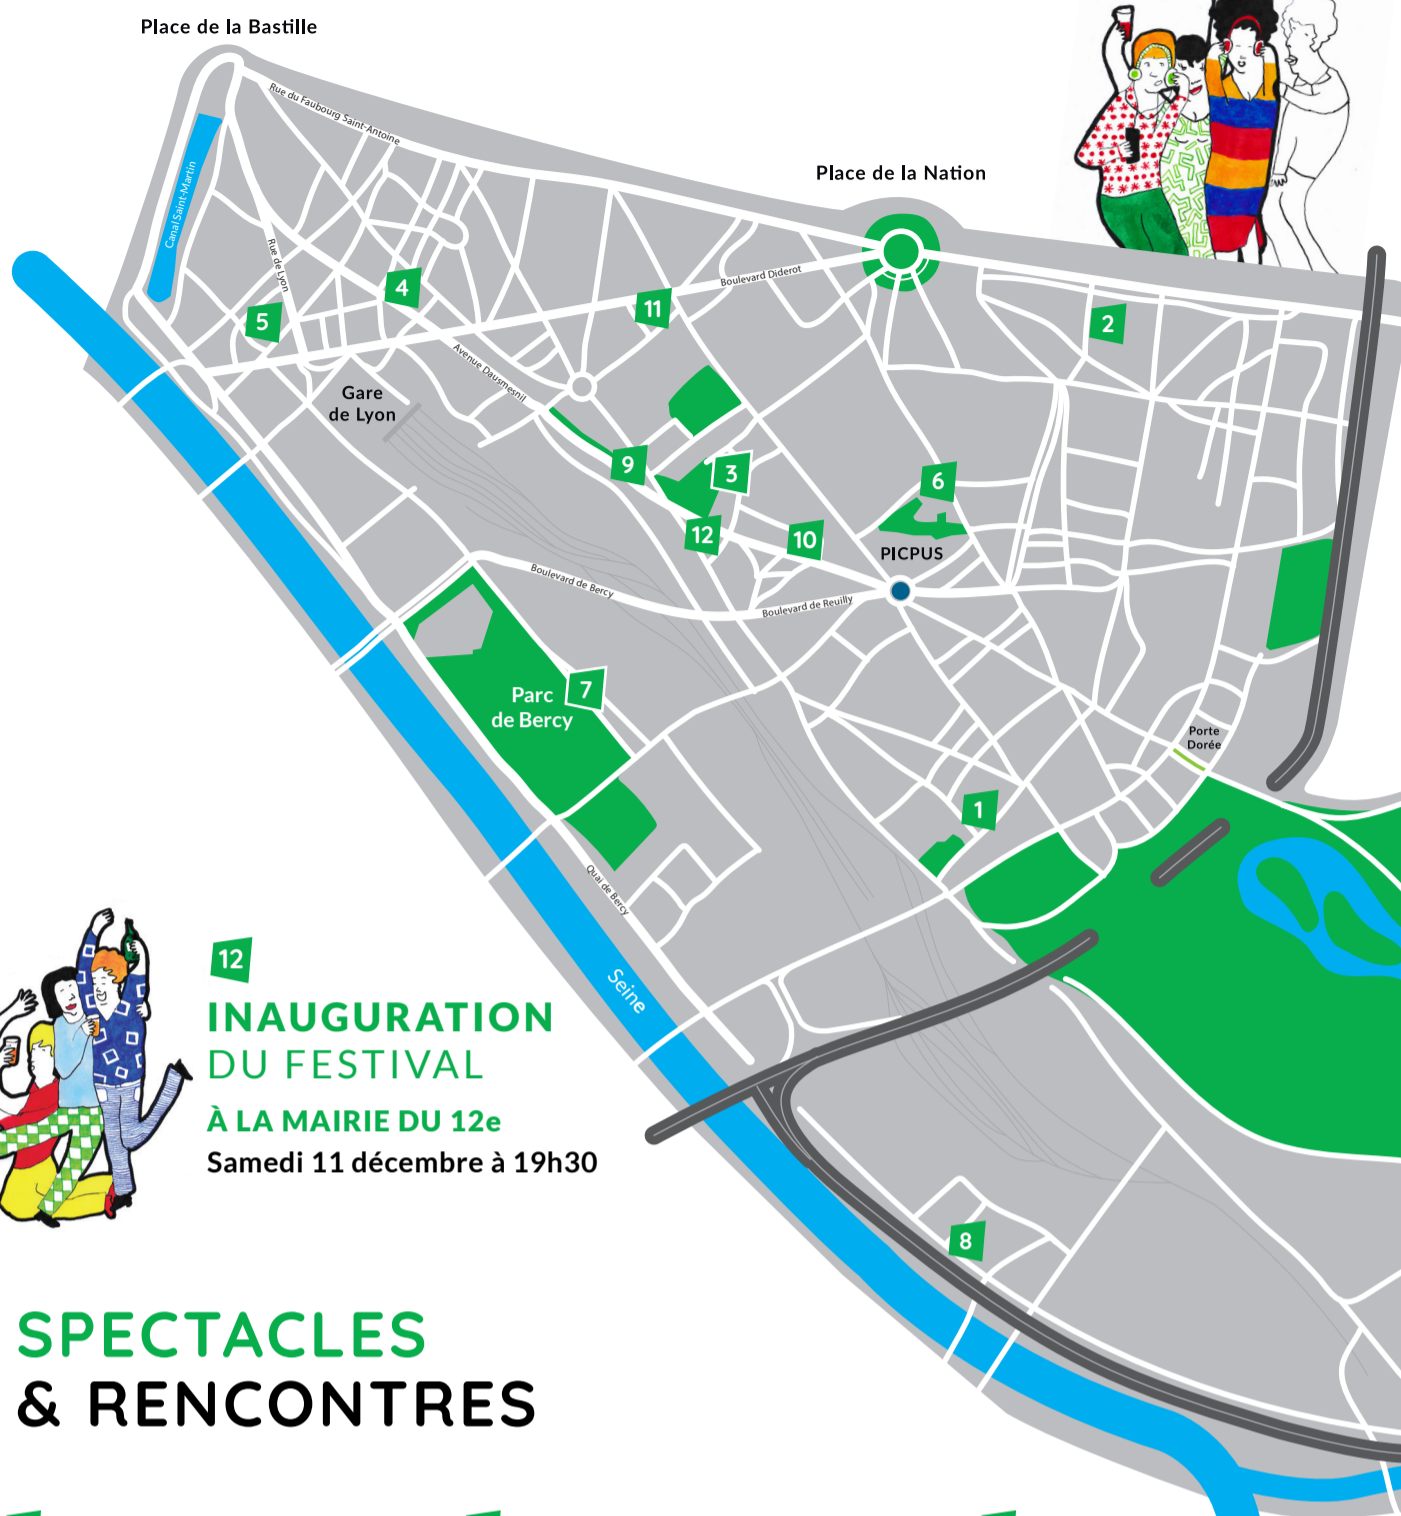 Place de la Bastille
Rue du Faubourg Saint-Antoine
Place de la Nation
Canal Saint-Martin
Rue de Lyon
Boulevard Diderot
4
11
5
2
Avenue Dausmesnil
Gare
de Lyon
9
3
6
12
10
PICPUS
Boulevard de Bercy
Boulevard de Reuilly
Parc
de Bercy
7
Porte
Dorée
1
Quai de Bercy
Seine
12
INAUGURATION
DU FESTIVAL
À LA MAIRIE DU 12e
Samedi 11 décembre à 19h30
8
SPECTACLES
& RENCONTRES